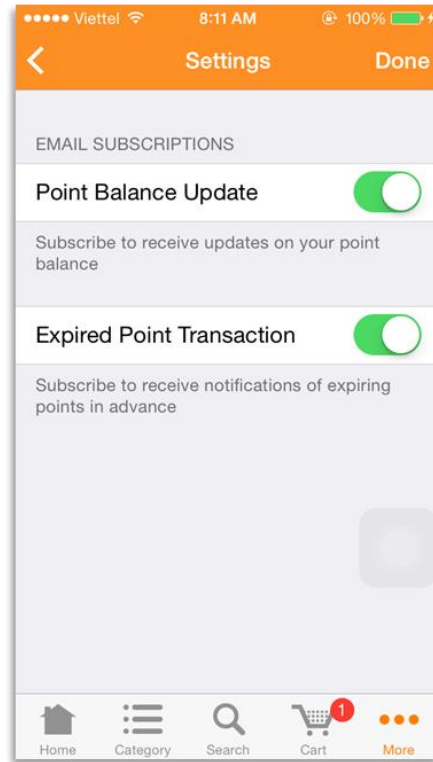 Viettel 8:11 AM 100%
Settings Done
EMAIL SUBSCRIPTIONS
Point Balance Update
Subscribe to receive updates on your point
balance
Expired Point Transaction
Subscribe to receive notifications of expiring
points in advance
1
Home Category Search Cart More